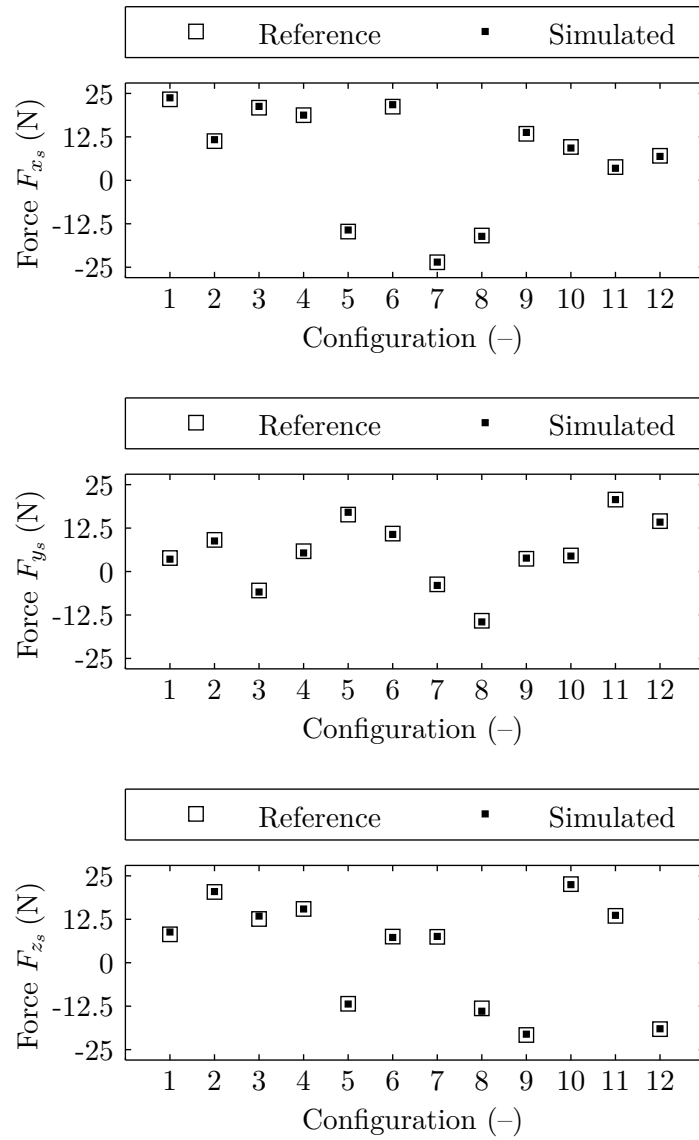 Reference Simulated
Force F_{x_s} (N)
25
12.5
0
-12.5
-25
1 2 3 4 5 6 7 8 9 10 11 12
Configuration (–)
Reference Simulated
Force F_{y_s} (N)
25
12.5
0
-12.5
-25
1 2 3 4 5 6 7 8 9 10 11 12
Configuration (–)
Reference Simulated
Force F_{z_s} (N)
25
12.5
0
-12.5
-25
1 2 3 4 5 6 7 8 9 10 11 12
Configuration (–)